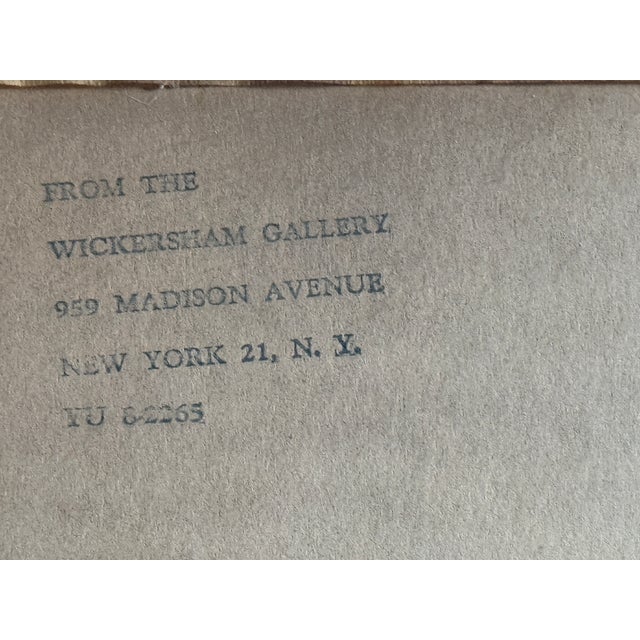 FROM THE
WICKERSHAM GALLERY
959 MADISON AVENUE
NEW YORK 21, N. Y.
YU 8-2265